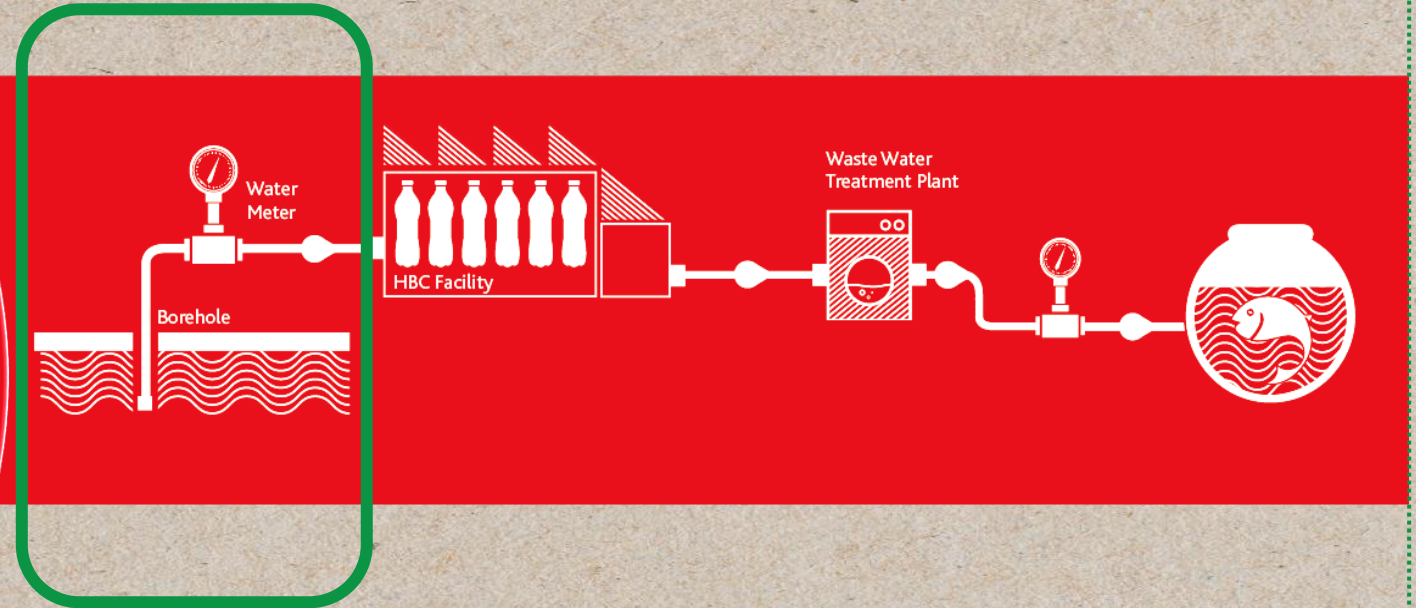 Water
Meter
Borehole
HBC Facility
Waste Water
Treatment Plant